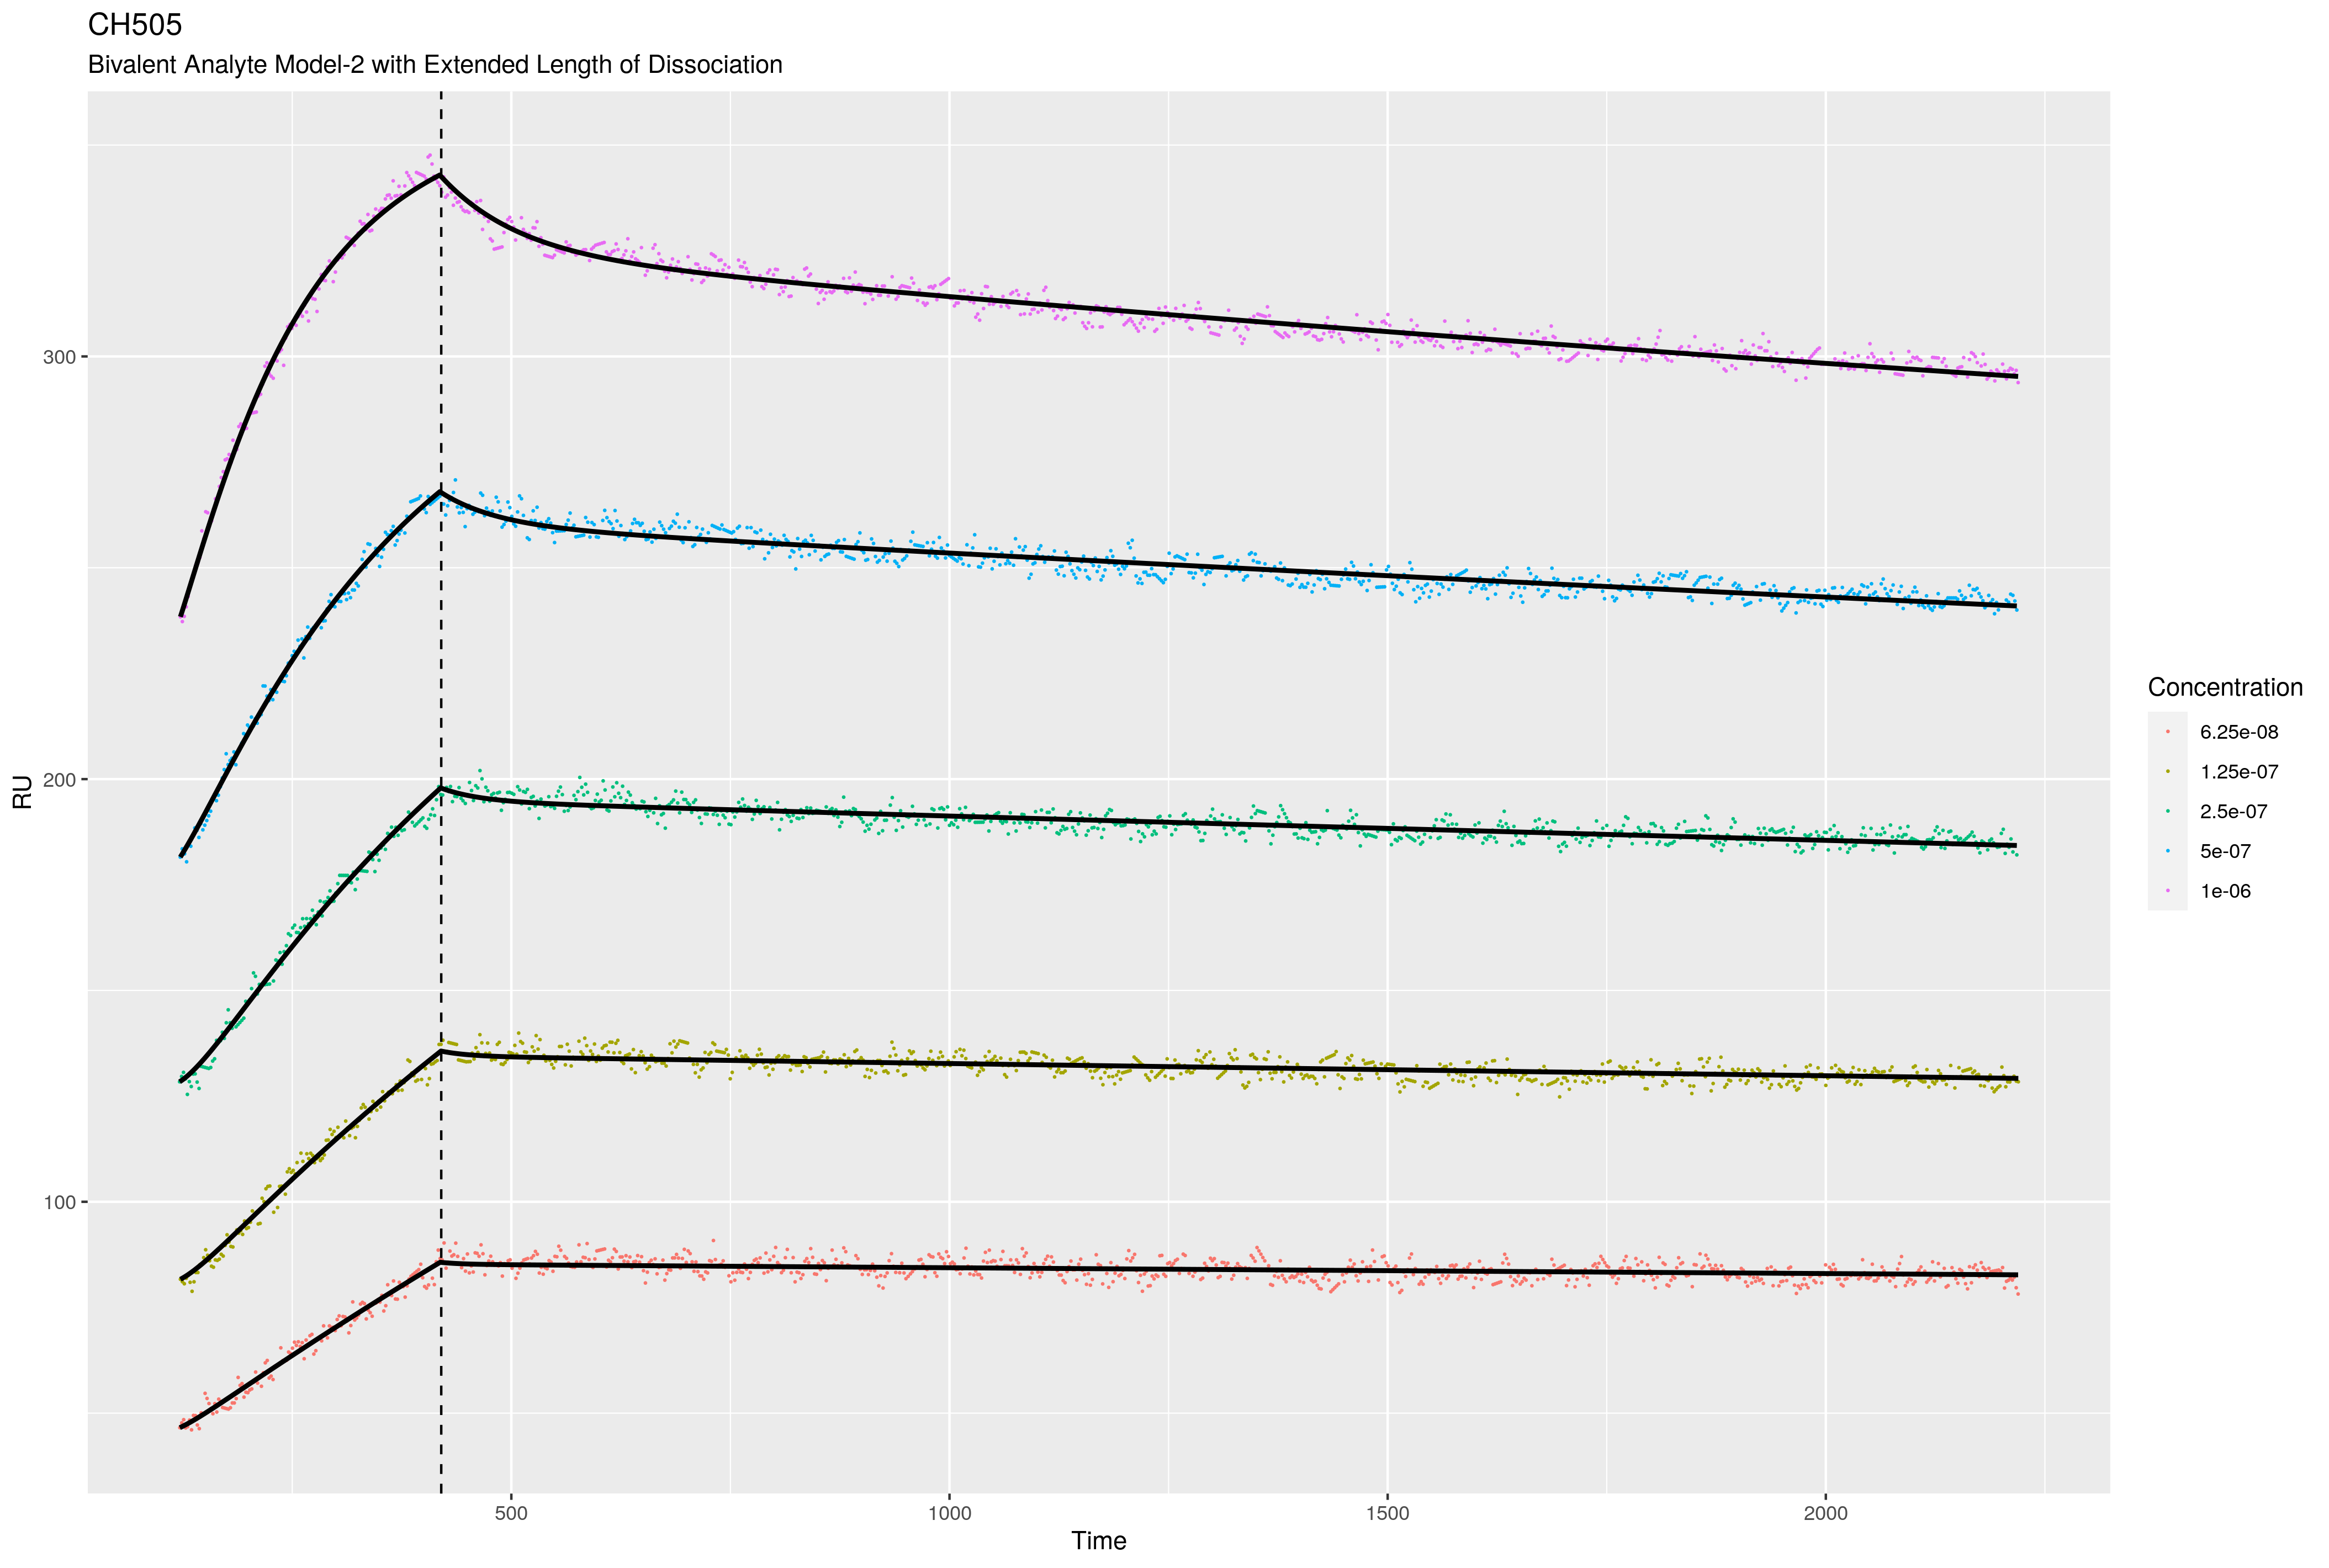 CH505
Bivalent Analyte Model-2 with Extended Length of Dissociation
300
200
100
RU
500
1000
1500
2000
Time
Concentration
6.25e-08
1.25e-07
2.5e-07
5e-07
1e-06